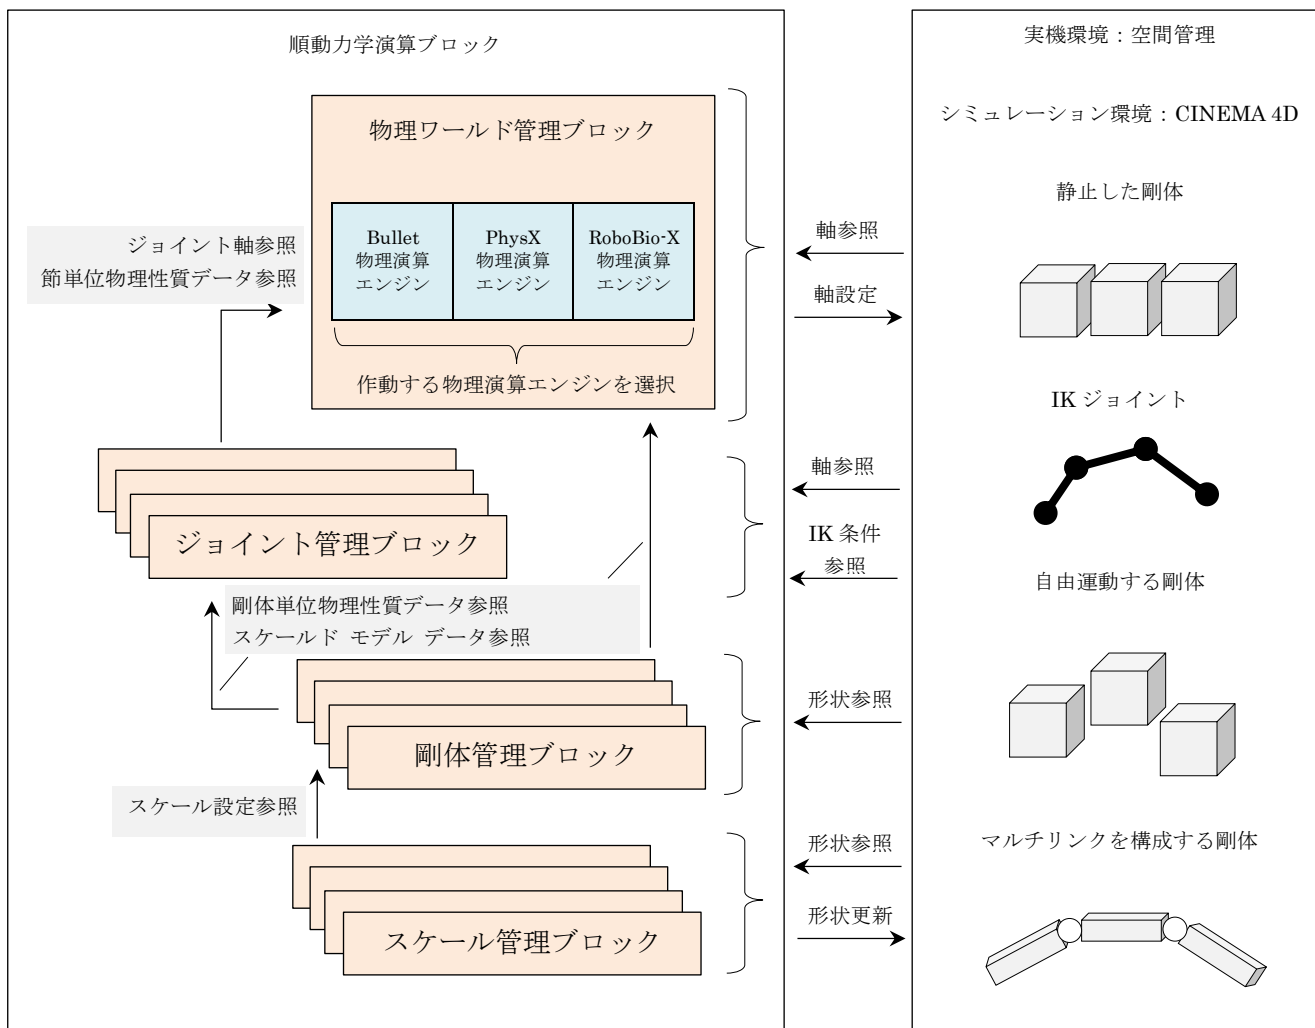 順動力学演算ブロック
物理ワールド管理ブロック
Bullet
物理演算
エンジン
PhysX
物理演算
エンジン
RoboBio-X
物理演算
エンジン
作動する物理演算エンジンを選択
ジョイント軸参照
節単位物理性質データ参照
ジョイント管理ブロック
剛体単位物理性質データ参照
スケールド モデル データ参照
剛体管理ブロック
スケール設定参照
スケール管理ブロック
軸参照
軸設定
軸参照
IK 条件
参照
形状参照
形状参照
形状更新
実機環境:空間管理
シミュレーション環境:CINEMA 4D
静止した剛体
IK ジョイント
自由運動する剛体
マルチリンクを構成する剛体